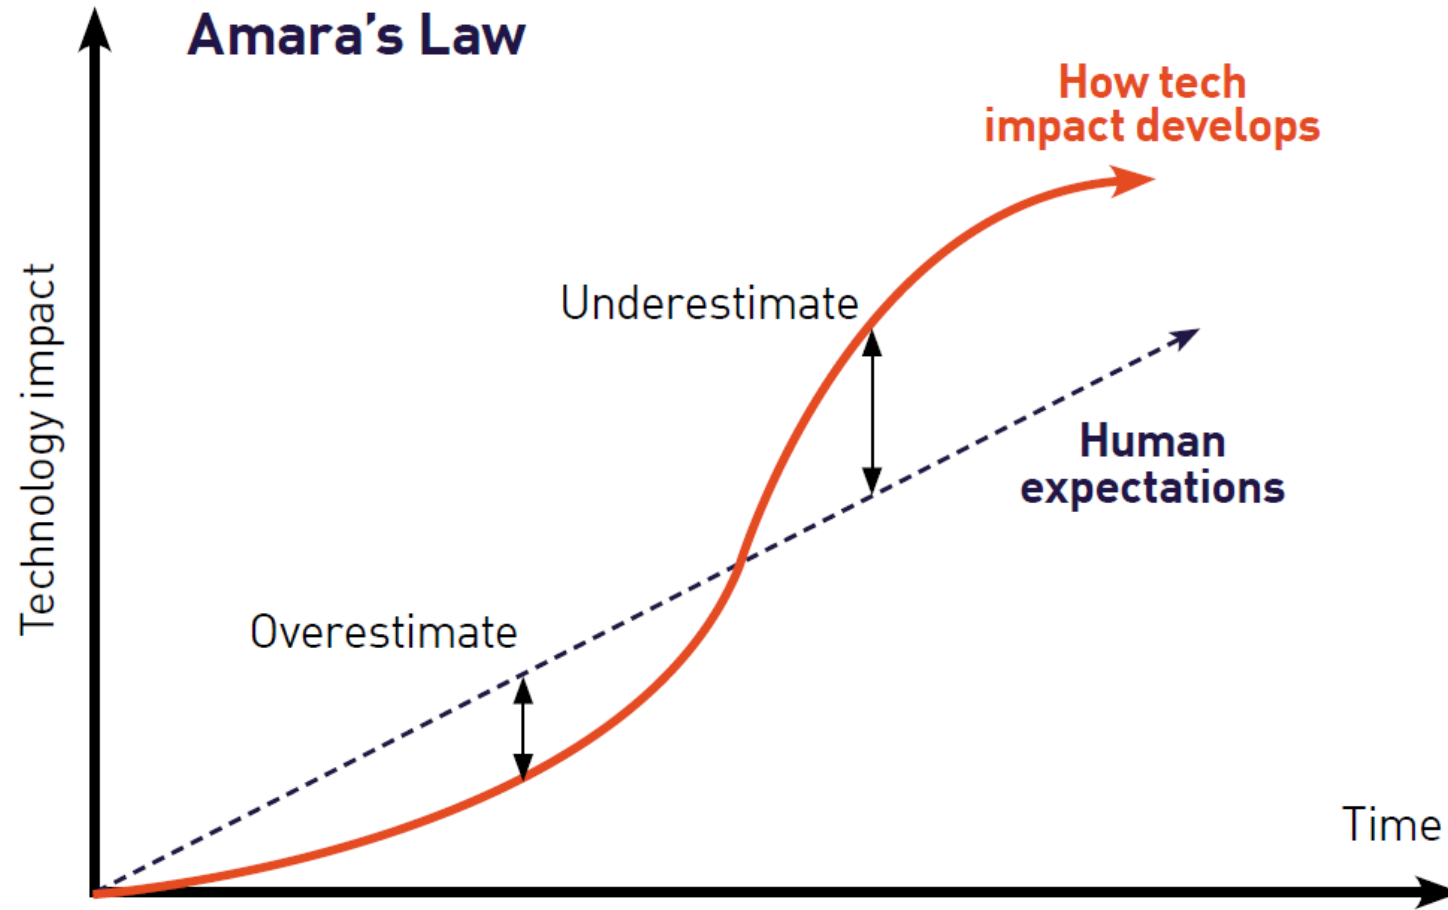 Amara's Law
How tech
impact develops
Underestimate
Technology impact
Human
expectations
Overestimate
Time